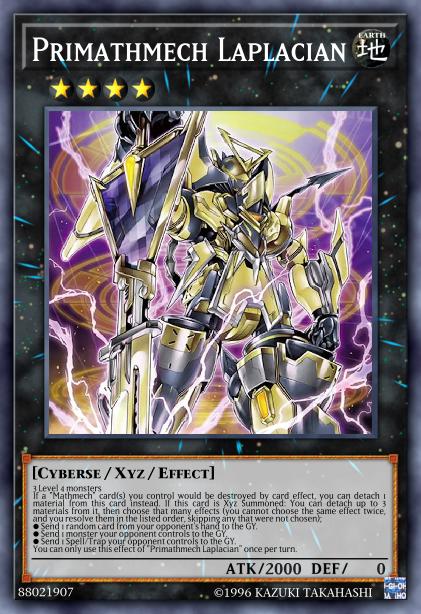 PRIMATHMECH LAPLACIAN
EARTH
地
[CYBERSE / XYZ / EFFECT]
3 Level 4 monsters
If a "Mathmech" card(s) you control would be destroyed by card effect, you can detach 1
material from this card instead. If this card is Xyz Summoned: You can detach up to 3
materials from it, then choose that many effects (you cannot choose the same effect twice,
and you resolve them in the listed order, skipping any that were not chosen);
● Send 1 random card from your opponent's hand to the GY.
● Send 1 monster your opponent controls to the GY.
● Send 1 Spell/Trap your opponent controls to the GY.
You can only use this effect of "Primathmech Laplacian" once per turn.
ATK/2000 DEF/ 0
88021907 ©1996 KAZUKI TAKAHASHI